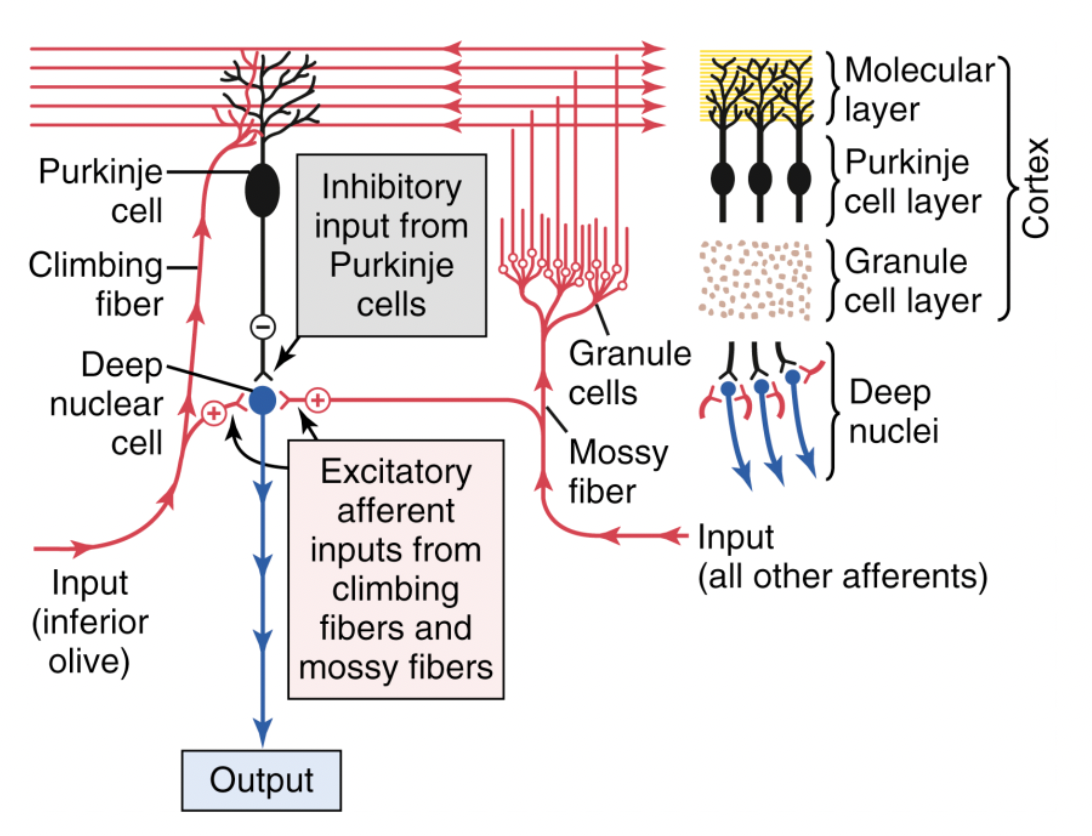 Purkinje
cell
Climbing
fiber
Deep
nuclear
cell
Input
(inferior
olive)
Inhibitory
input from
Purkinje
cells
−
+
+
Excitatory
afferent
inputs from
climbing
fibers and
mossy fibers
Output
Granule
cells
Mossy
fiber
Input
(all other afferents)
Molecular
layer
Purkinje
cell layer
Granule
cell layer
Cortex
Deep
nuclei